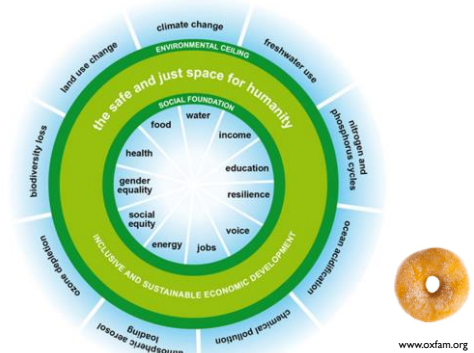 climate change
freshwater use
nitrogen and
phosphorus cycles
ocean acidification
chemical pollution
atmospheric aerosol
loading
ozone depletion
biodiversity loss
land use change
ENVIRONMENTAL CEILING
the safe and just space for humanity
SOCIAL FOUNDATION
water
income
education
resilience
voice
jobs
energy
social
equity
gender
equality
health
food
INCLUSIVE AND SUSTAINABLE ECONOMIC DEVELOPMENT
www.oxfam.org